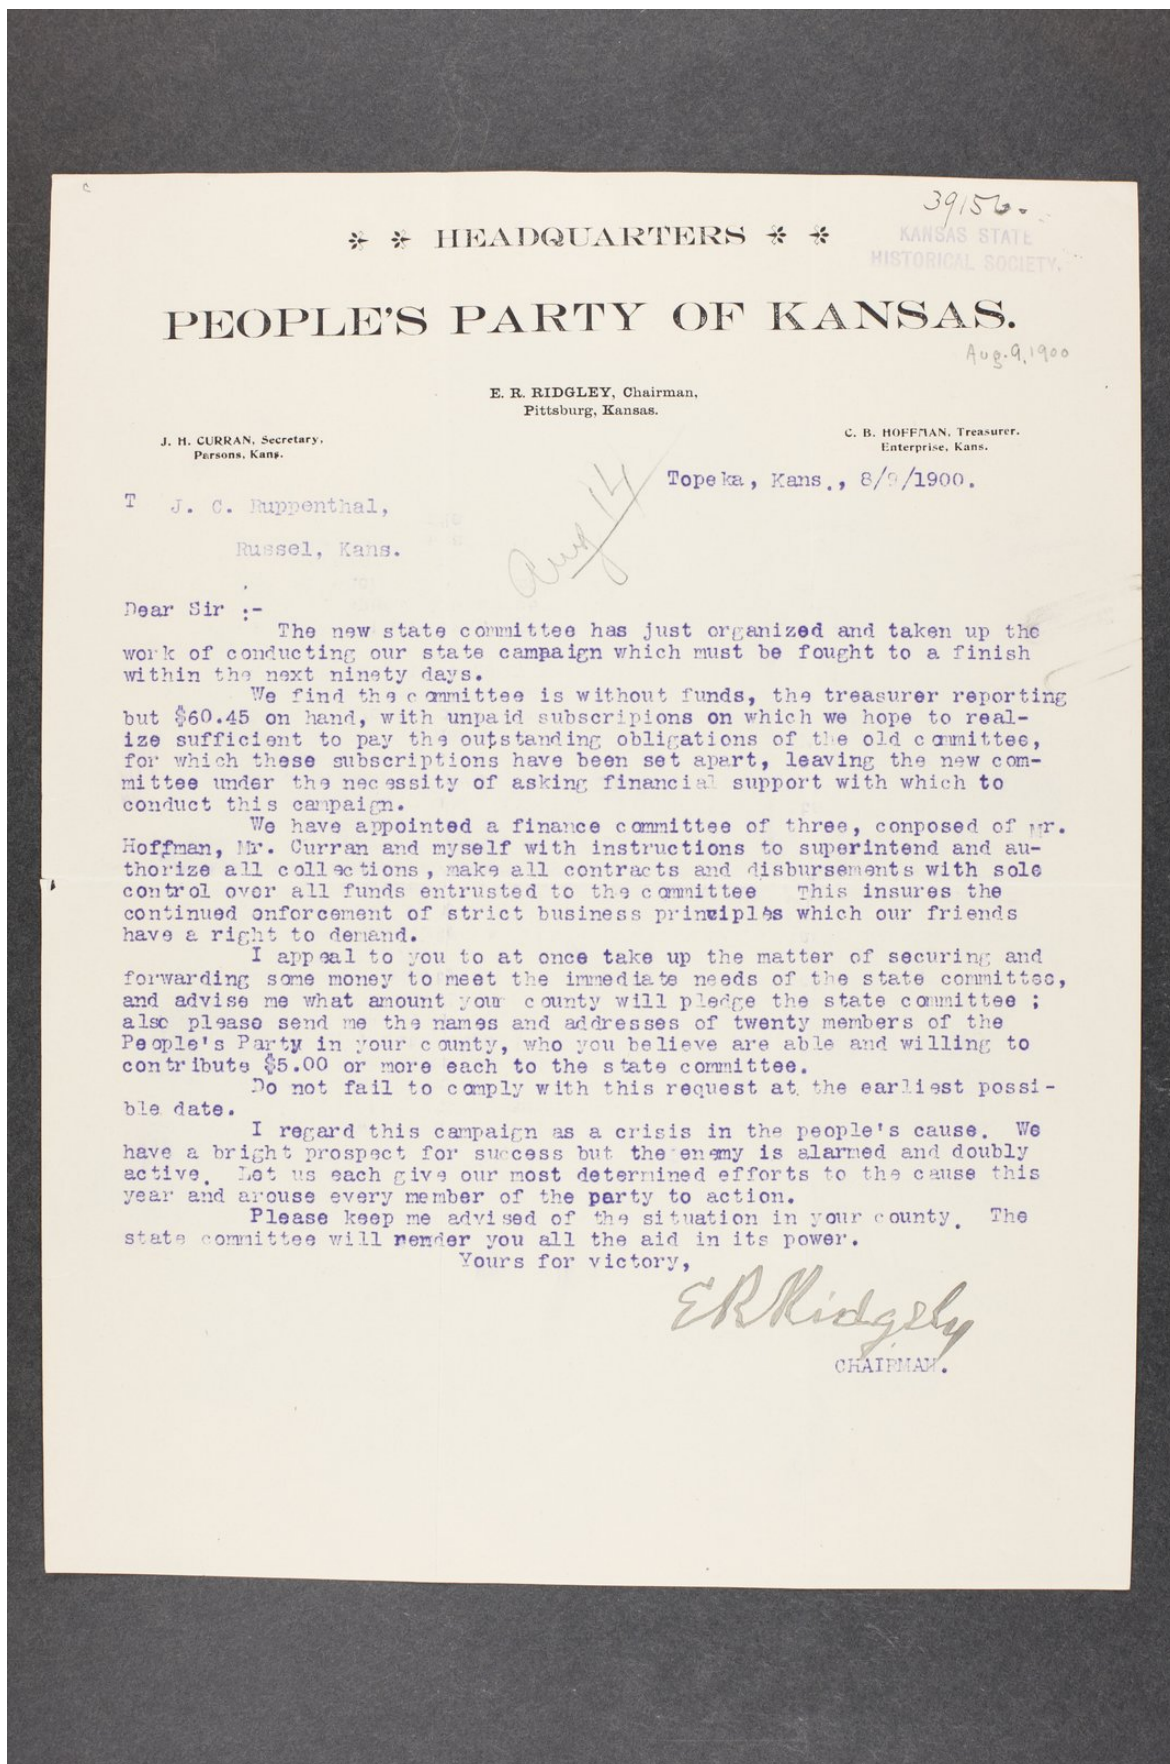 39156.
HEADQUARTERS
KANSAS STATE
HISTORICAL SOCIETY.
PEOPLE'S PARTY OF KANSAS.
Aug. 9, 1900
E. R. RIDGLEY, Chairman,
Pittsburg, Kansas.
J. H. CURRAN, Secretary,
Parsons, Kans.
C. B. HOFFMAN, Treasurer.
Enterprise, Kans.
Topeka, Kans., 8/9/1900.
Aug 14
T J. C. Ruppenthal,
Russel, Kans.
Dear Sir :-
The new state committee has just organized and taken up the
work of conducting our state campaign which must be fought to a finish
within the next ninety days.
We find the committee is without funds, the treasurer reporting
but $60.45 on hand, with unpaid subscripions on which we hope to real-
ize sufficient to pay the outstanding obligations of the old committee,
for which these subscriptions have been set apart, leaving the new com-
mittee under the necessity of asking financial support with which to
conduct this campaign.
We have appointed a finance committee of three, conposed of Mr.
Hoffman, Mr. Curran and myself with instructions to superintend and au-
thorize all collections, make all contracts and disbursements with sole
control over all funds entrusted to the committee This insures the
continued onforcement of strict business principles which our friends
have a right to demand.
I appeal to you to at once take up the matter of securing and
forwarding some money to meet the immediate needs of the state committee,
and advise me what amount your county will pledge the state committee ;
also please send me the names and addresses of twenty members of the
People's Party in your county, who you believe are able and willing to
contribute $5.00 or more each to the state committee.
Do not fail to comply with this request at the earliest possi-
ble date.
I regard this campaign as a crisis in the people's cause. We
have a bright prospect for success but the enemy is alarmed and doubly
active. Let us each give our most determined efforts to the cause this
year and arouse every member of the party to action.
Please keep me advised of the situation in your county. The
state committee will render you all the aid in its power.
Yours for victory,
E R Ridgely
CHAIRMAN.